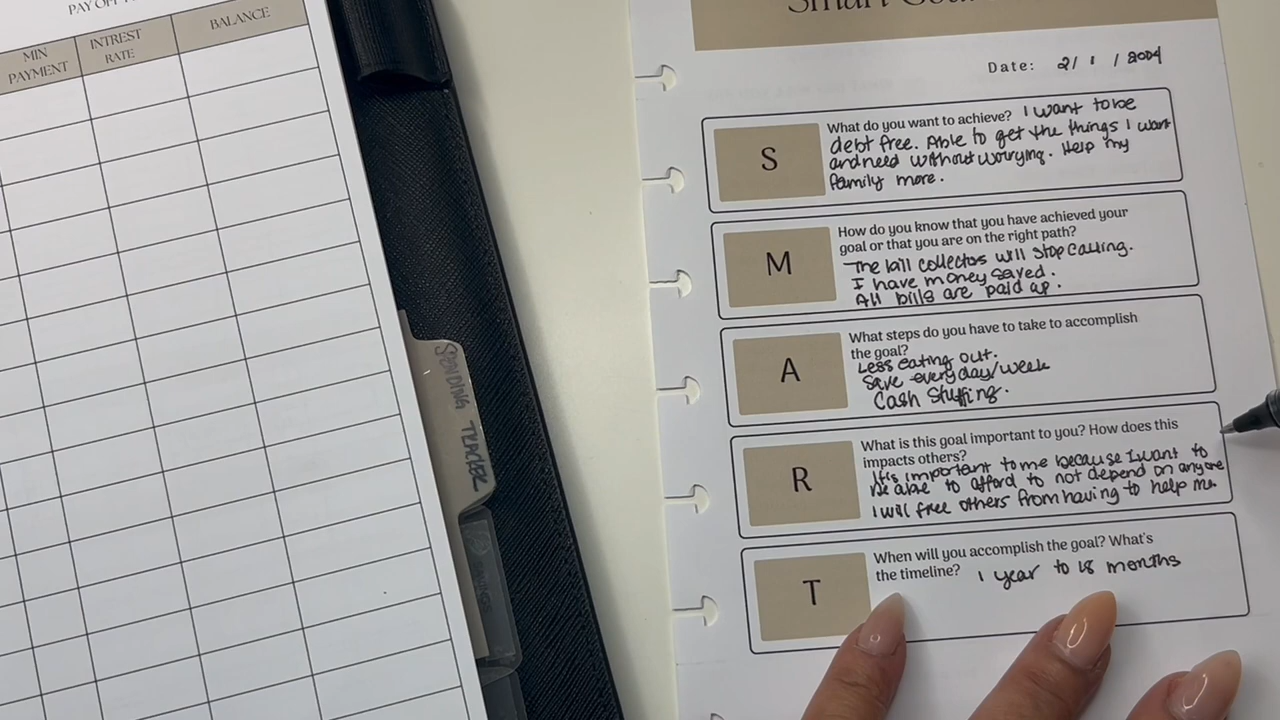 PAY OFF
MIN PAYMENT
INTREST RATE
BALANCE
SPENDING TRACKER
Smart
Date: 2/1/2024
S
What do you want to achieve? I want to be
debt free. Able to get the things I want
and need without worrying. Help my
family more.
M
How do you know that you have achieved your
goal or that you are on the right path?
The bill collectors will stop calling.
I have money saved.
All bills are paid up.
A
What steps do you have to take to accomplish
the goal?
Less eating out.
Save everyday/week
Cash Stuffing.
R
What is this goal important to you? How does this
impacts others?
It's important to me because I want to
be able to afford to not depend on anyone
I will free others from having to help me.
T
When will you accomplish the goal? What's
the timeline? 1 year to 18 months